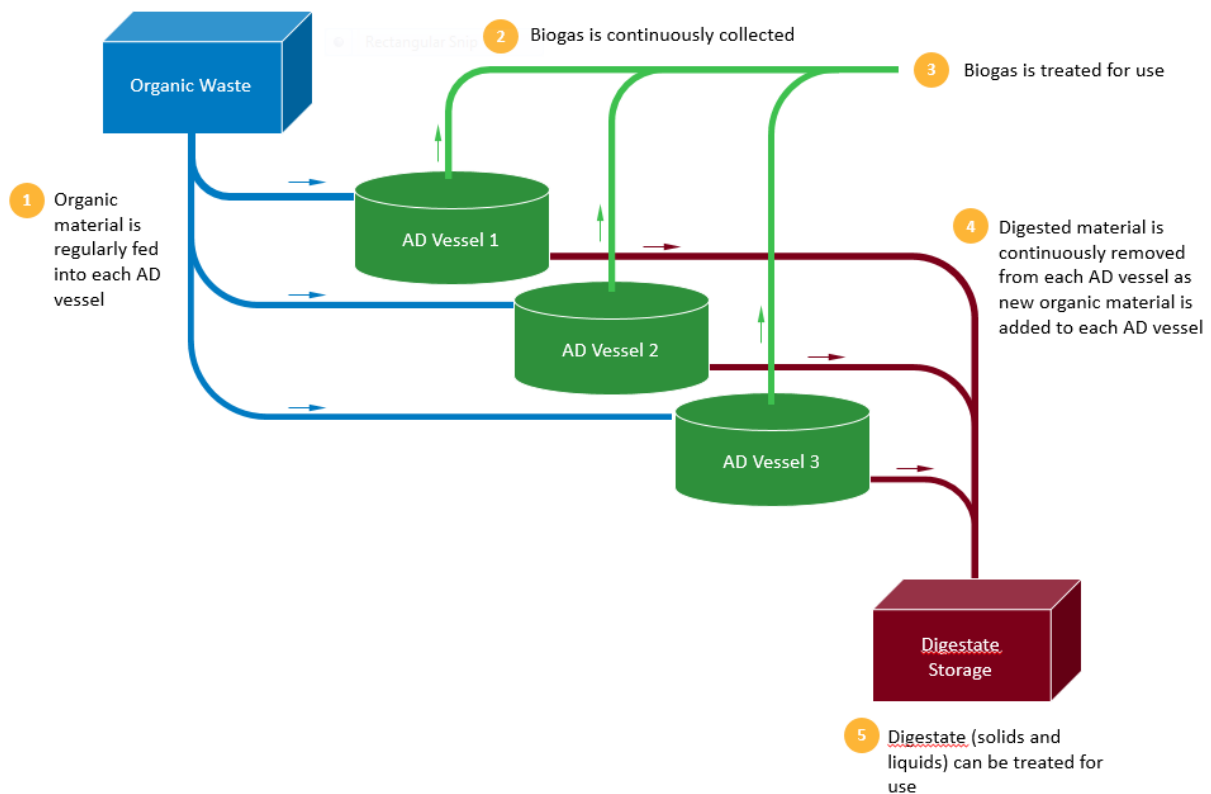 Organic Waste
Rectangular Snip
2
Biogas is continuously collected
3
Biogas is treated for use
1
Organic
material is
regularly fed
into each AD
vessel
AD Vessel 1
AD Vessel 2
AD Vessel 3
4
Digested material is
continuously removed
from each AD vessel as
new organic material is
added to each AD vessel
Digestate
Storage
5
Digestate (solids and
liquids) can be treated for
use